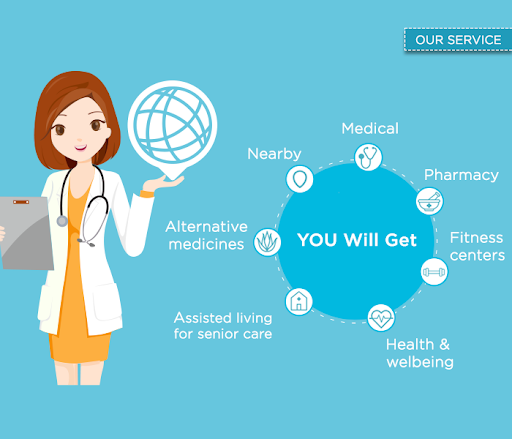 OUR SERVICE
Medical
Nearby
Pharmacy
Alternative
medicines
YOU Will Get
Fitness
centers
Assisted living
for senior care
Health &
welbeing